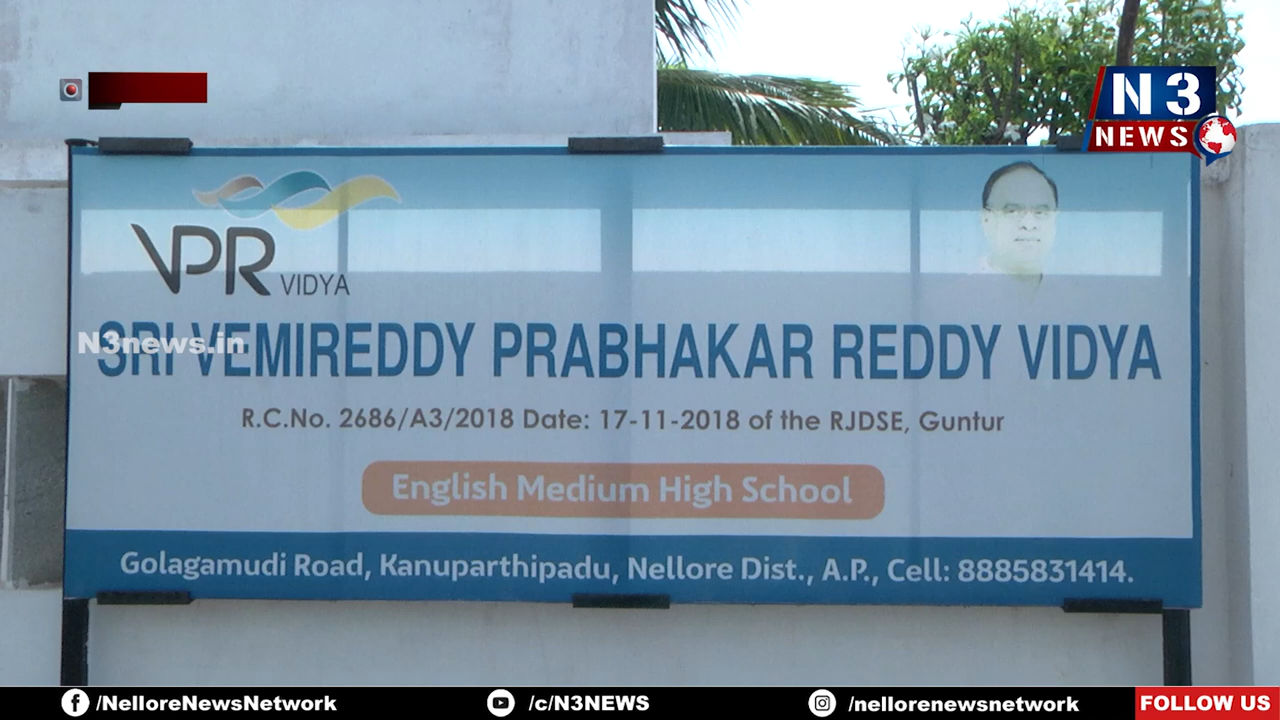 N3
NEWS
VPR VIDYA
N3news.in
SRI VEMIREDDY PRABHAKAR REDDY VIDYA
R.C.No. 2686/A3/2018 Date: 17-11-2018 of the RJDSE, Guntur
English Medium High School
Golagamudi Road, Kanuparthipadu, Nellore Dist., A.P., Cell: 8885831414.
/NelloreNewsNetwork /c/N3NEWS /nellorenewsnetwork FOLLOW US